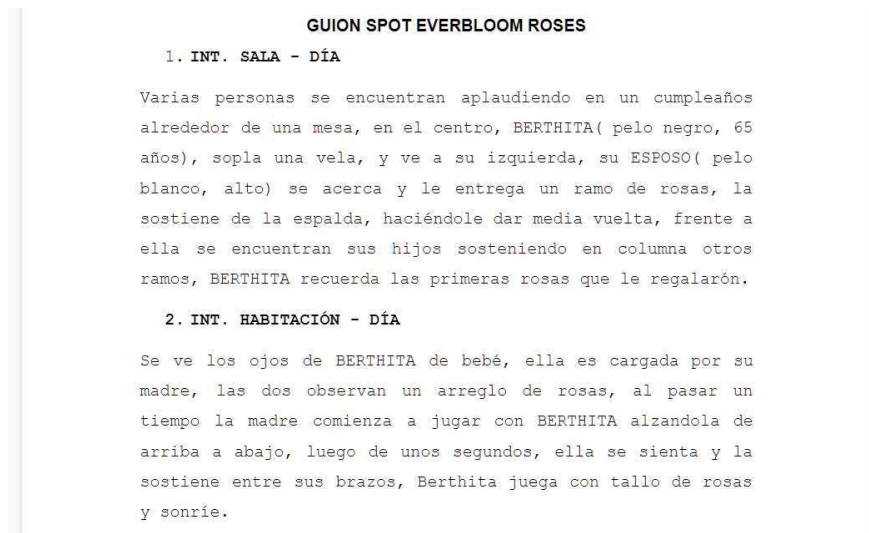 GUION SPOT EVERBLOOM ROSES
1. INT. SALA - DÍA
Varias personas se encuentran aplaudiendo en un cumpleaños
alrededor de una mesa, en el centro, BERTHITA( pelo negro, 65
años), sopla una vela, y ve a su izquierda, su ESPOSO( pelo
blanco, alto) se acerca y le entrega un ramo de rosas, la
sostiene de la espalda, haciéndole dar media vuelta, frente a
ella se encuentran sus hijos sosteniendo en columna otros
ramos, BERTHITA recuerda las primeras rosas que le regalarón.
2. INT. HABITACIÓN - DÍA
Se ve los ojos de BERTHITA de bebé, ella es cargada por su
madre, las dos observan un arreglo de rosas, al pasar un
tiempo la madre comienza a jugar con BERTHITA alzandola de
arriba a abajo, luego de unos segundos, ella se sienta y la
sostiene entre sus brazos, Berthita juega con tallo de rosas
y sonríe.